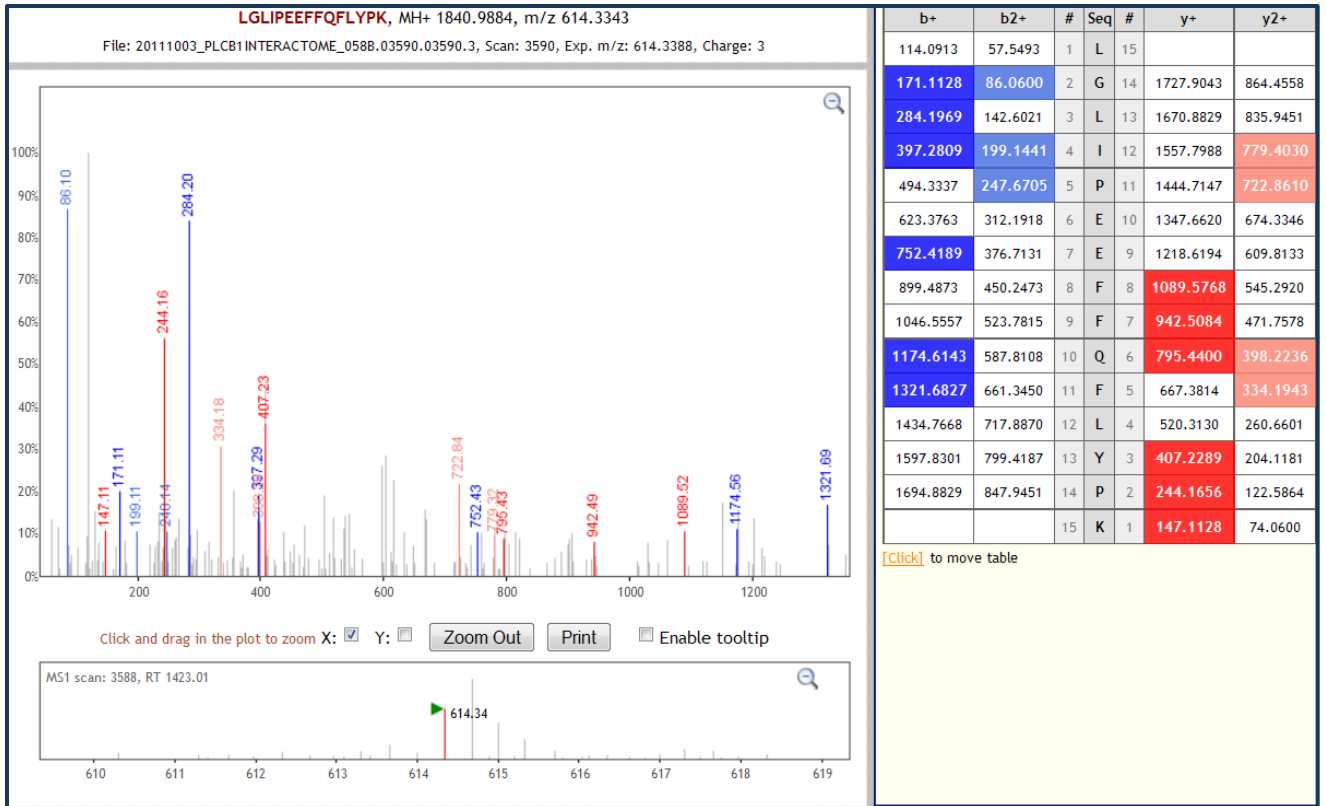 LGLIPEEFFQFLYPK, MH+ 1840.9884, m/z 614.3343
File: 20111003_PLCB1INTERACTOME_058B.03590.03590.3, Scan: 3590, Exp. m/z: 614.3388, Charge: 3
100%
90%
80%
70%
60%
50%
40%
30%
20%
10%
0%
86.10
147.11
171.11
199.11
244.16
284.20
334.18
397.29
407.23
722.84
752.43
779.32
795.43
942.49
1089.52
1174.56
1321.69
200 400 600 800 1000 1200
Click and drag in the plot to zoom X: Y: Zoom Out Print Enable tooltip
MS1 scan: 3588, RT 1423.01
614.34
610 611 612 613 614 615 616 617 618 619
b+ b2+ # Seq # y+ y2+
114.0913 57.5493 1 L 15
171.1128 86.0600 2 G 14 1727.9043 864.4558
284.1969 142.6021 3 L 13 1670.8829 835.9451
397.2809 199.1441 4 I 12 1557.7988 779.4030
494.3337 247.6705 5 P 11 1444.7147 722.8610
623.3763 312.1918 6 E 10 1347.6620 674.3346
752.4189 376.7131 7 E 9 1218.6194 609.8133
899.4873 450.2473 8 F 8 1089.5768 545.2920
1046.5557 523.7815 9 F 7 942.5084 471.7578
1174.6143 587.8108 10 Q 6 795.4400 398.2236
1321.6827 661.3450 11 F 5 667.3814 334.1943
1434.7668 717.8870 12 L 4 520.3130 260.6601
1597.8301 799.4187 13 Y 3 407.2289 204.1181
1694.8829 847.9451 14 P 2 244.1656 122.5864
15 K 1 147.1128 74.0600
[Click] to move table